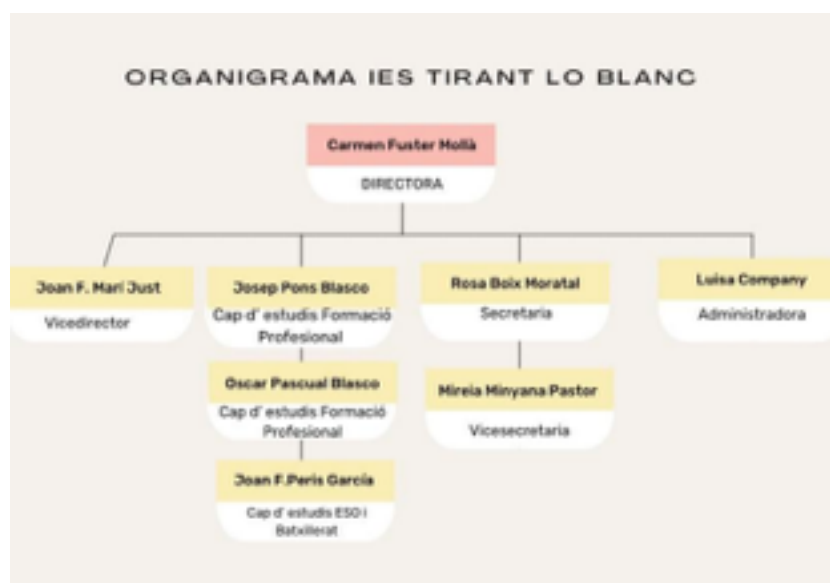 ORGANIGRAMA IES TIRANT LO BLANC
Carmen Fuster Mollà
DIRECTORA
Joan F. Marí Just
Vicedirector
Josep Pons Blasco
Cap d' estudis Formació
Profesional
Oscar Pascual Blasco
Cap d' estudis Formació
Profesional
Joan F.Peris García
Cap d' estudis ESO i
Batxillerat
Rosa Boix Moratal
Secretaria
Mireia Minyana Pastor
Vicesecretaria
Luisa Company
Administradora